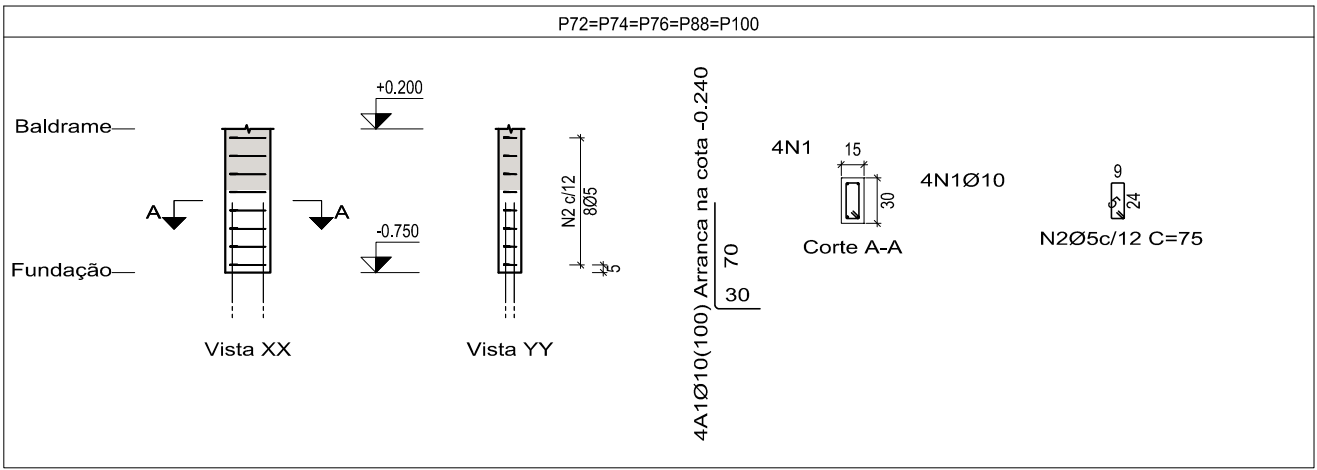 P72=P74=P76=P88=P100
Baldrame
+0.200
A
A
-0.750
Fundação
Vista XX
N2 c/12
8Ø5
5
Vista YY
4A1Ø10(100) Arranca na cota -0.240
70
30
4N1
15
30
4N1Ø10
Corte A-A
9
24
5
N2Ø5c/12 C=75